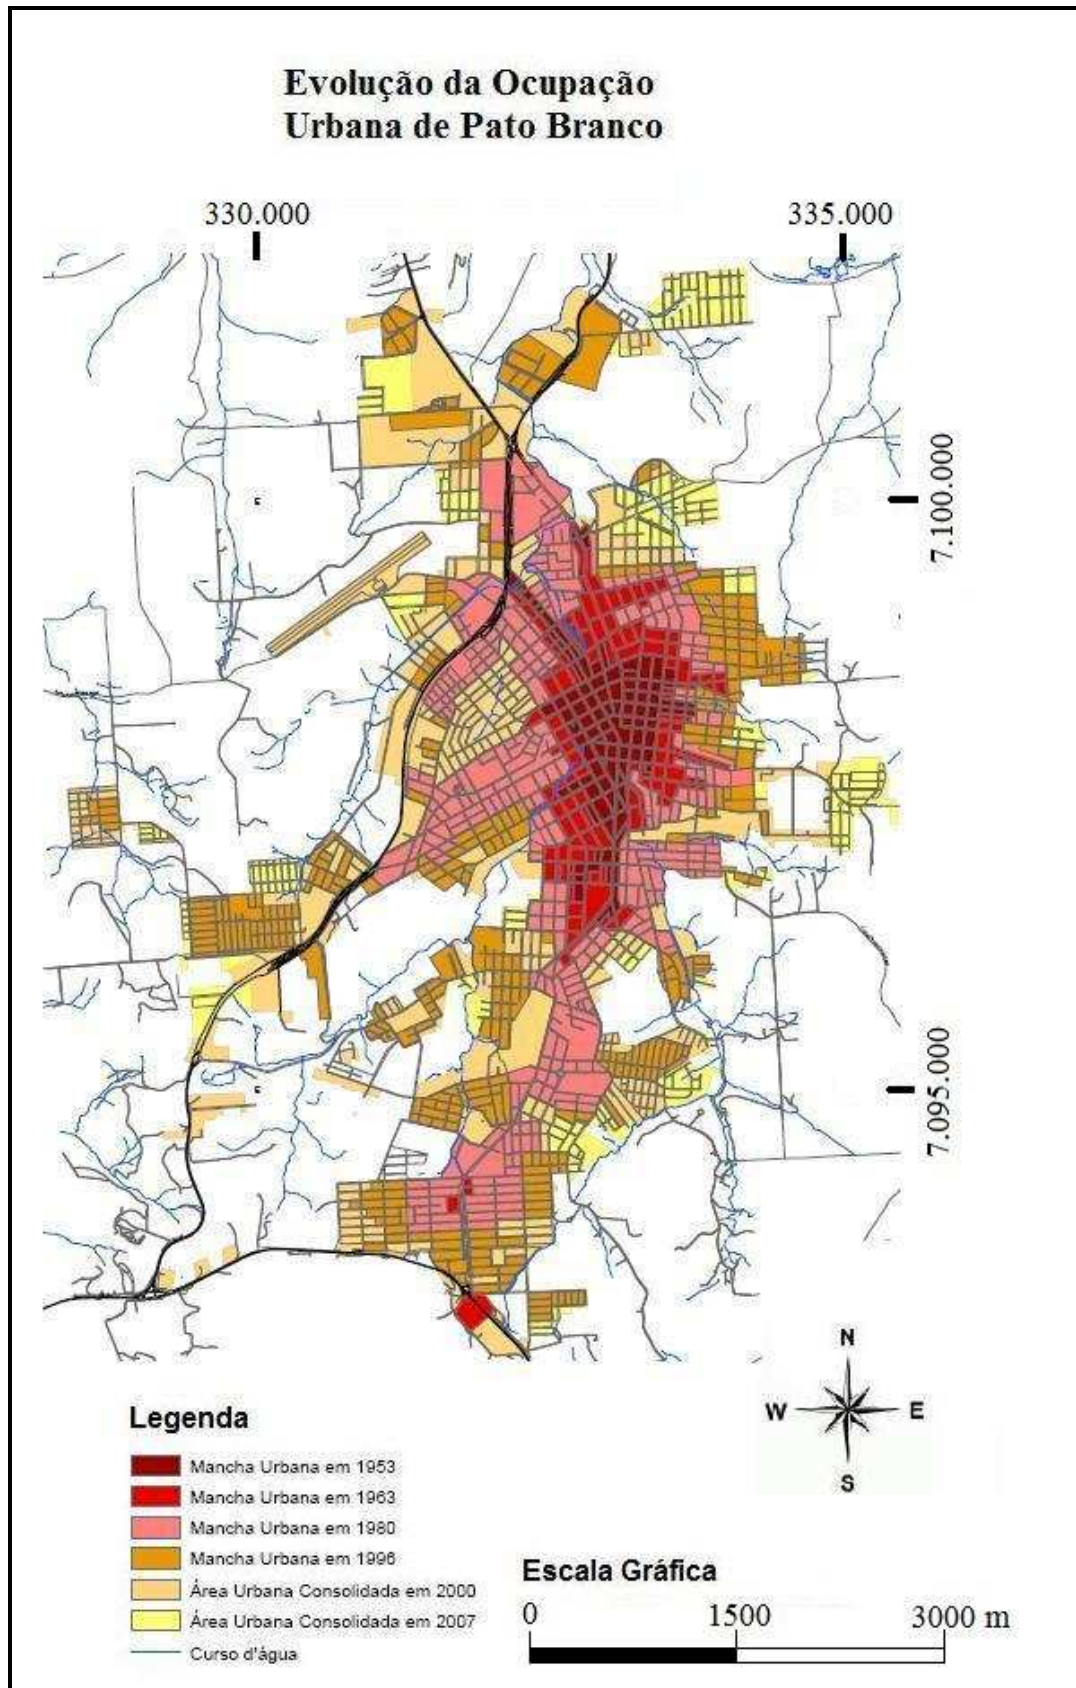 Evolução da Ocupação
Urbana de Pato Branco
330.000
335.000
7.100.000
7.095.000
N
W
E
S
Legenda
Mancha Urbana em 1953
Mancha Urbana em 1963
Mancha Urbana em 1980
Mancha Urbana em 1996
Área Urbana Consolidada em 2000
Área Urbana Consolidada em 2007
Curso d'água
Escala Gráfica
0
1500
3000 m